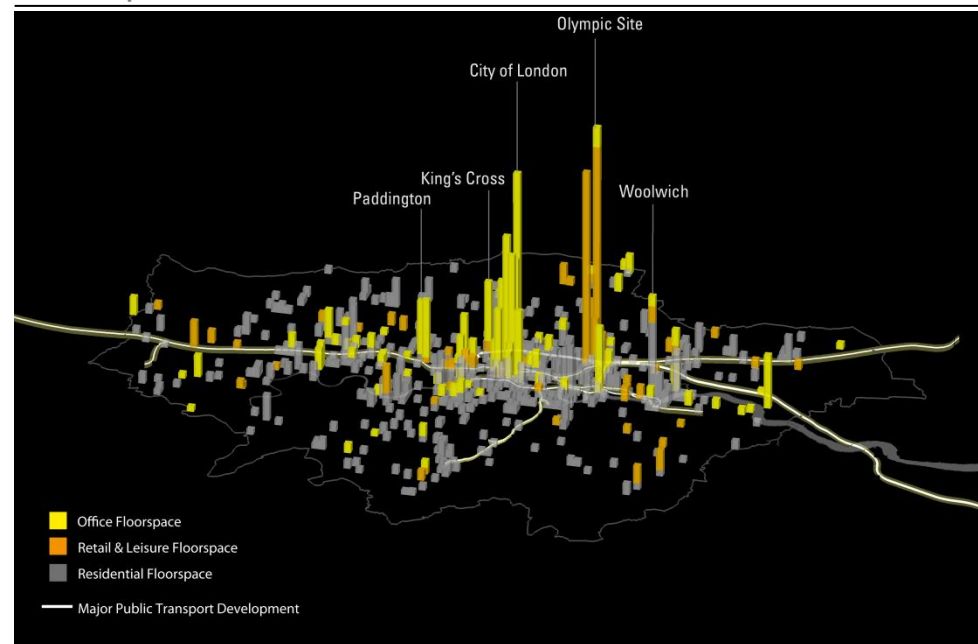 Olympic Site
City of London
King's Cross
Paddington
Woolwich
Office Floorspace
Retail & Leisure Floorspace
Residential Floorspace
Major Public Transport Development